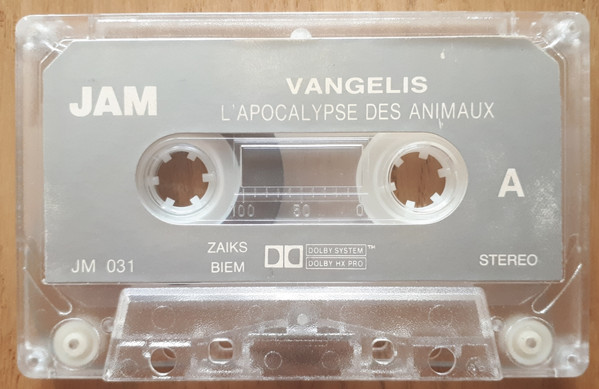 JAM
VANGELIS
L'APOCALYPSE DES ANIMAUX
A
100 50 0
ZAIKS
BIEM
DOLBY SYSTEM™
DOLBY HX PRO
JM 031
STEREO